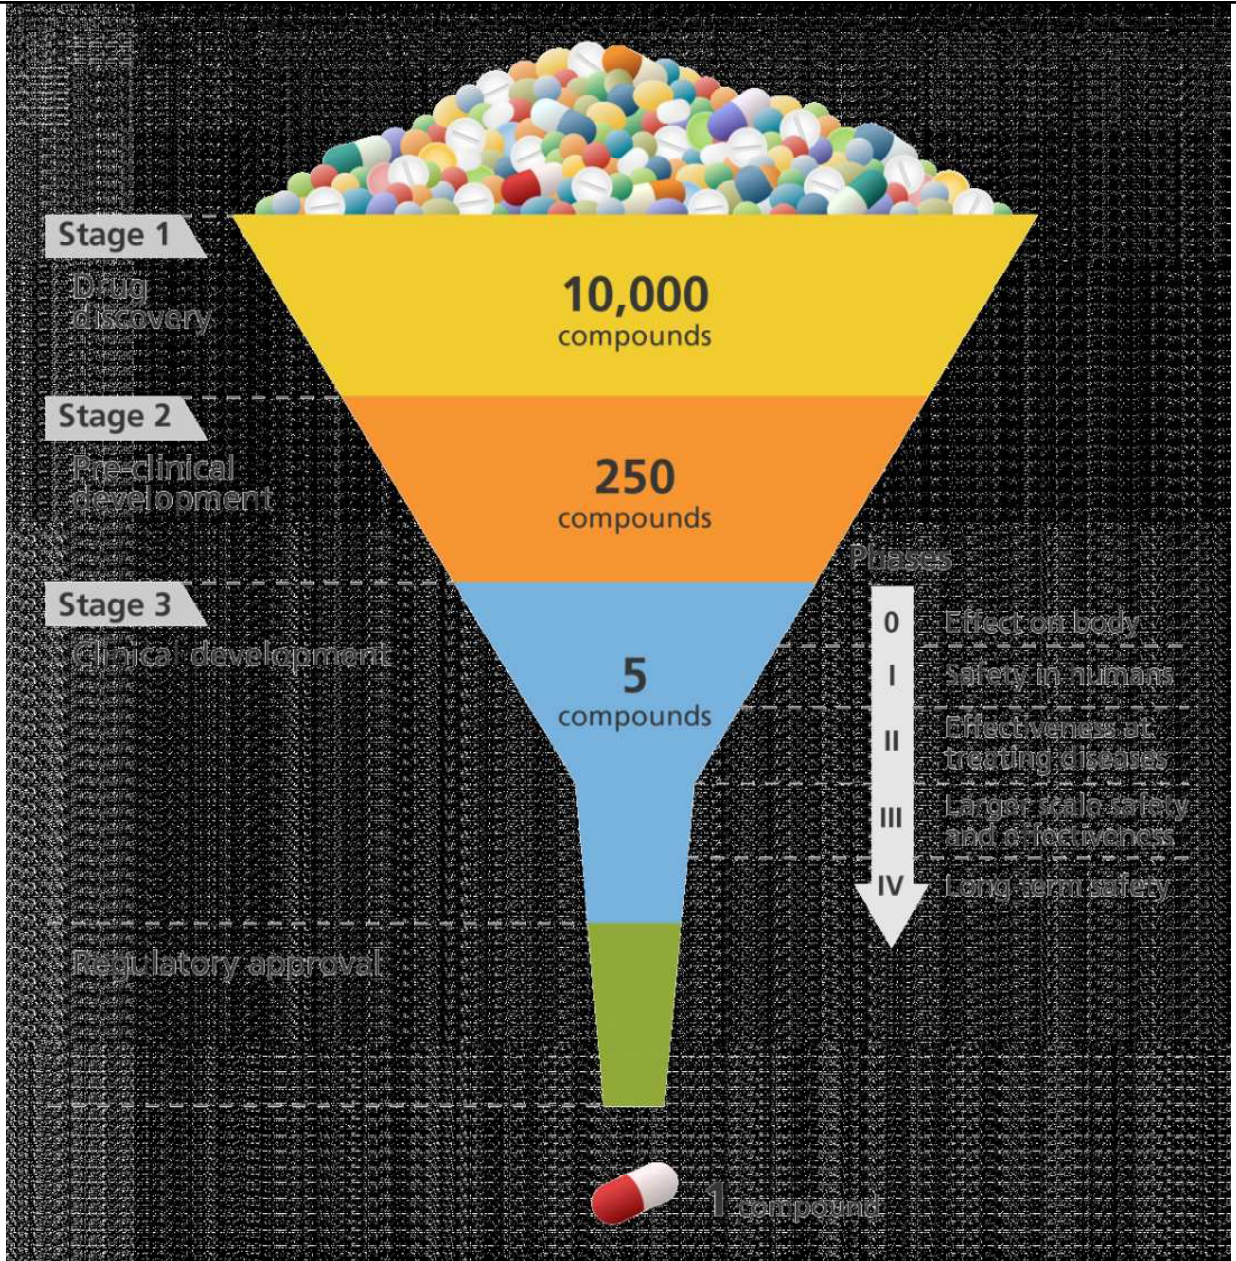 Stage 1
Drug
discovery
10,000
compounds
Stage 2
Pre-clinical
development
250
compounds
Stage 3
Clinical development
5
compounds
Phases
0
Effect on body
I
Safety in humans
II
Effectiveness at
treating diseases
III
Larger scale safety
and effectiveness
IV
Long term safety
Regulatory approval
1 compound